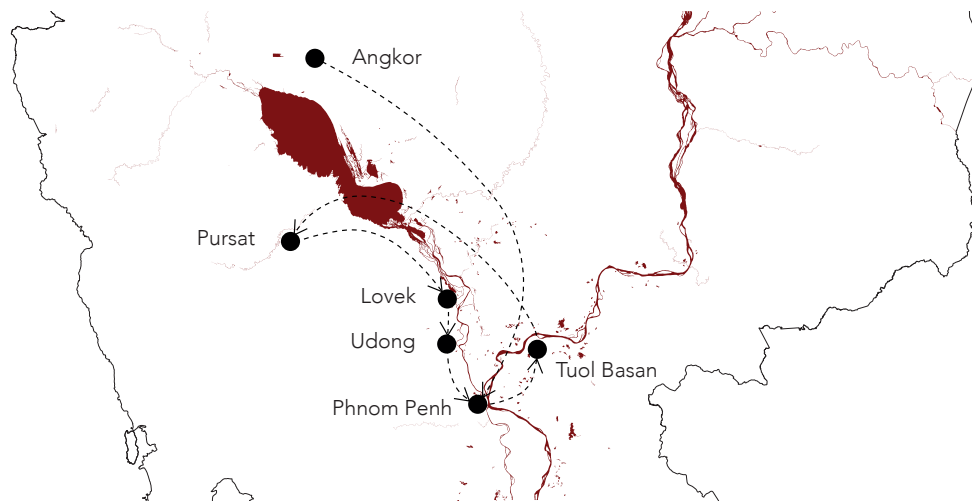 Angkor
Pursat
Lovek
Udong
Tuol Basan
Phnom Penh